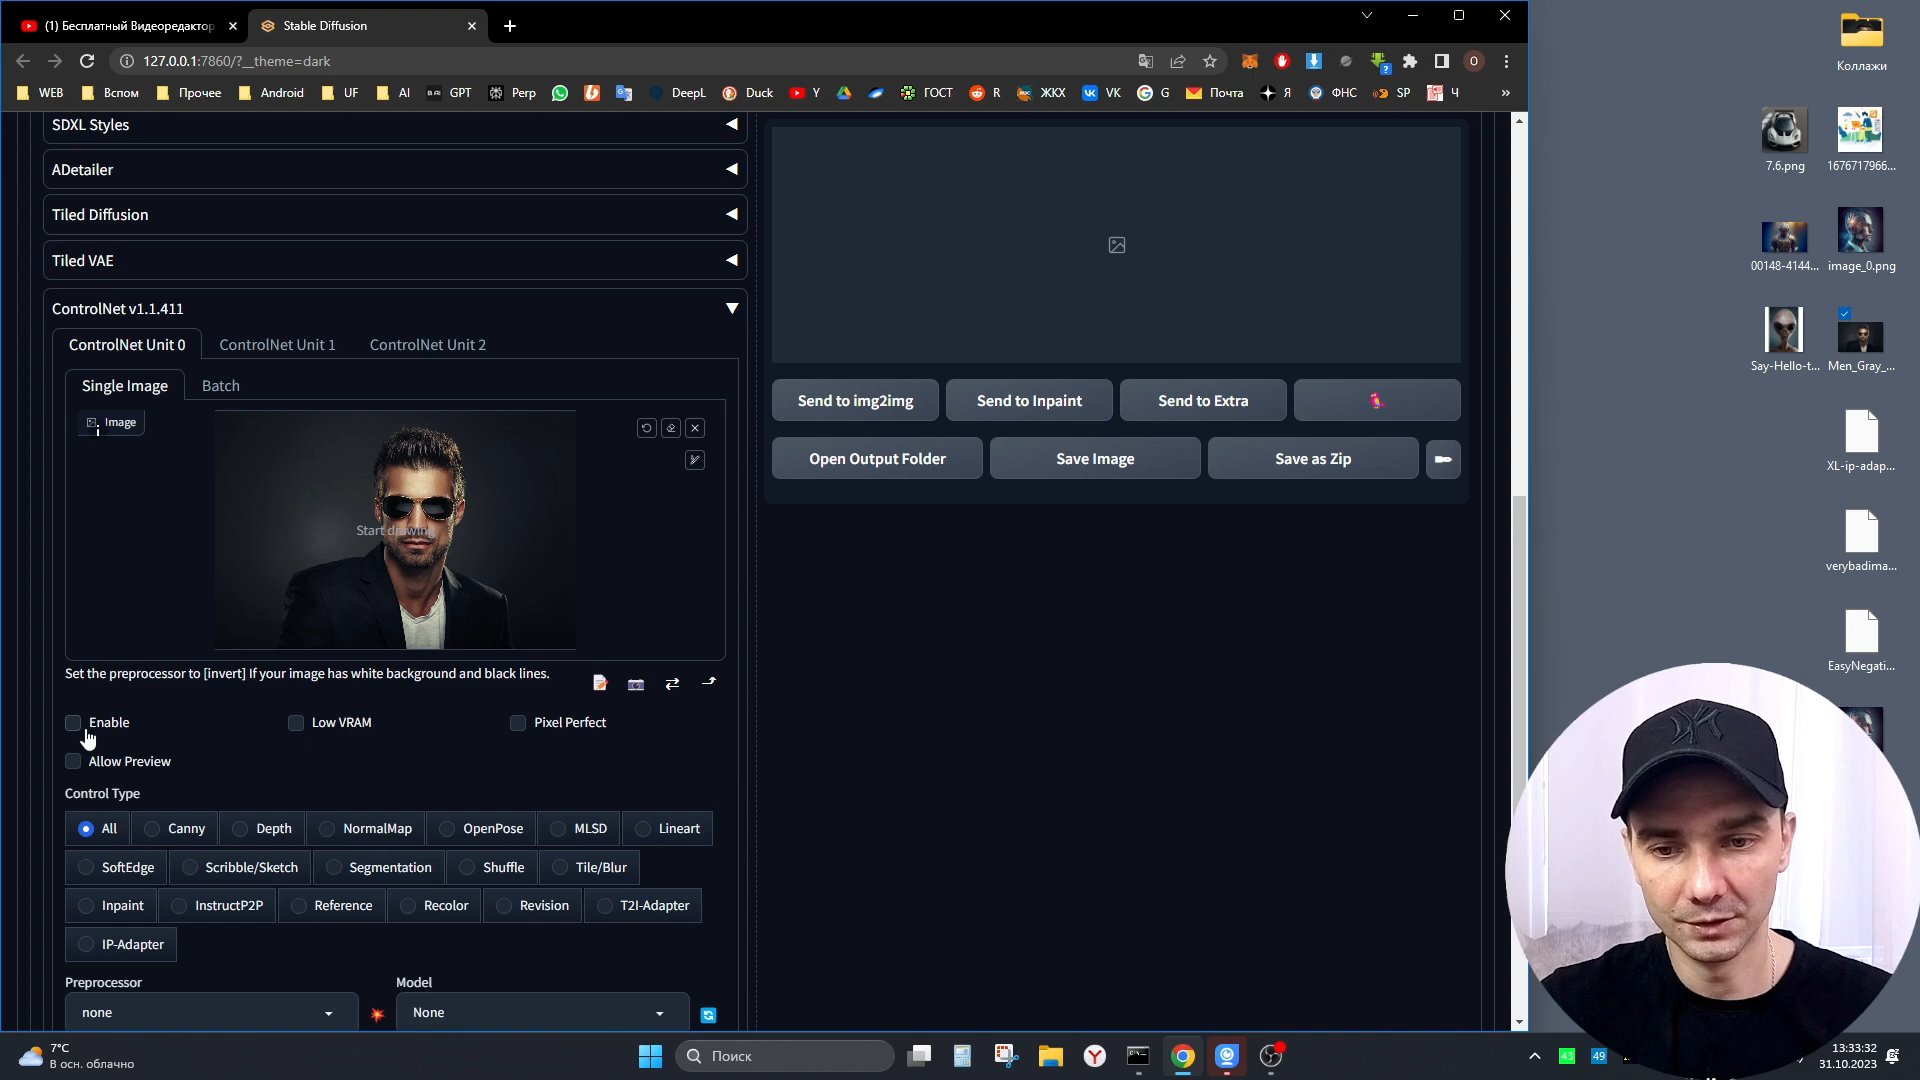 (1) Бесплатный Видеоредактор
Stable Diffusion
127.0.0.1:7860/?__theme=dark
O
WEB
Вспом
Прочее
Android
UF
AI
GPT
Perp
DeepL
Duck
Y
ГОСТ
R
ЖКХ
VK
G
Почта
Я
ФНС
SP
Ч
»
SDXL Styles
ADetailer
Tiled Diffusion
Tiled VAE
ControlNet v1.1.411
ControlNet Unit 0
ControlNet Unit 1
ControlNet Unit 2
Single Image
Batch
Image
Start drawing
Set the preprocessor to [invert] If your image has white background and black lines.
Enable
Low VRAM
Pixel Perfect
Allow Preview
Control Type
All
Canny
Depth
NormalMap
OpenPose
MLSD
Lineart
SoftEdge
Scribble/Sketch
Segmentation
Shuffle
Tile/Blur
Inpaint
InstructP2P
Reference
Recolor
Revision
T2I-Adapter
IP-Adapter
Preprocessor
Model
none
None
Send to img2img
Send to Inpaint
Send to Extra
Open Output Folder
Save Image
Save as Zip
Коллажи
7.6.png
1676717966...
00148-4144...
image_0.png
Say-Hello-t...
Men_Gray_...
XL-ip-adap...
verybadima...
EasyNegati...
7°C
В осн. облачно
Поиск
43
49
13:33:32
31.10.2023